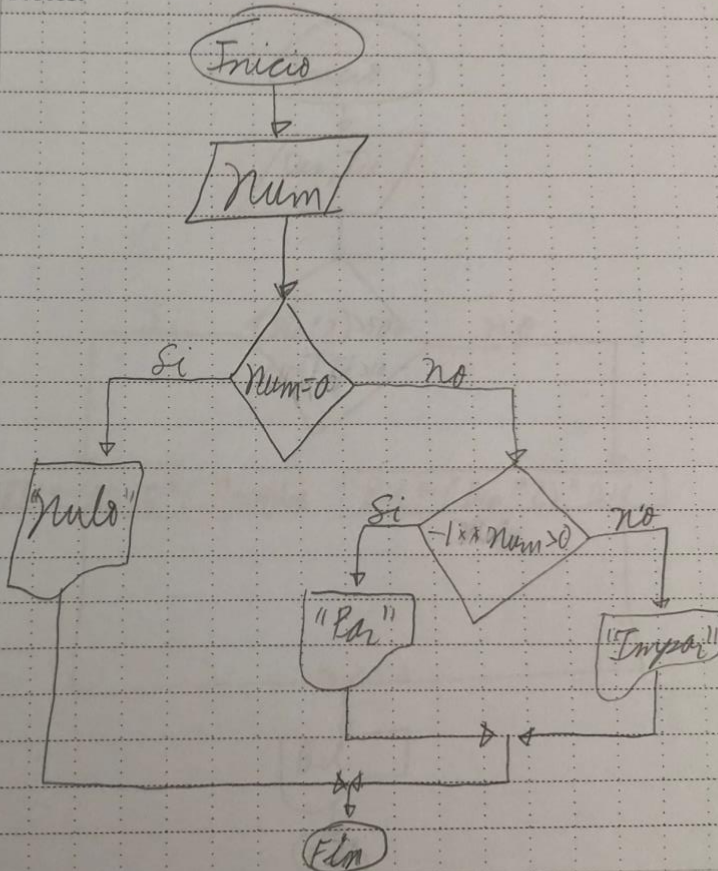 Inicio
Num
Num=0
Si
no
"Nulo"
-1**Num>0
Si
no
"Par"
"Impar"
Fin